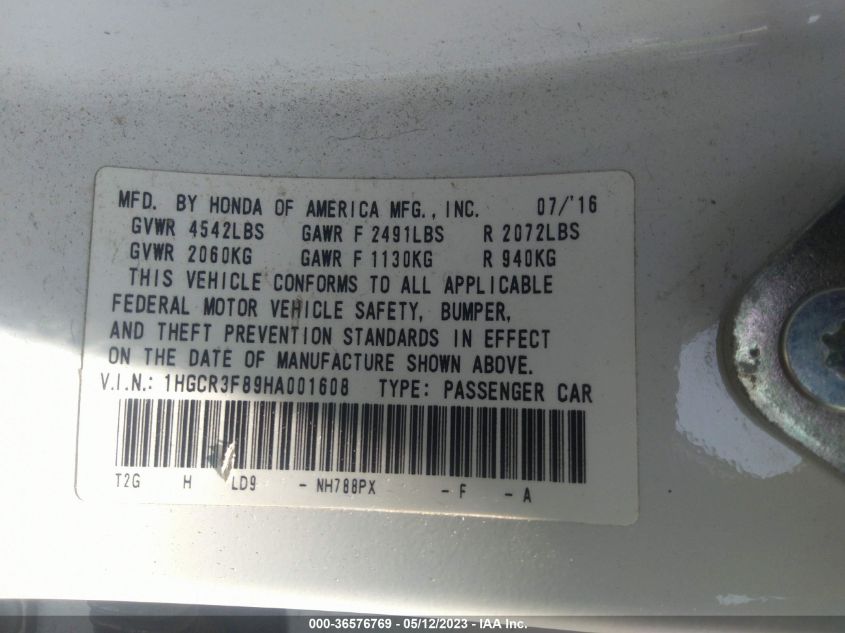 MFD. BY HONDA OF AMERICA MFG., INC. 07/'16
GVWR 4542LBS GAWR F 2491LBS R 2072LBS
GVWR 2060KG GAWR F 1130KG R 940KG
THIS VEHICLE CONFORMS TO ALL APPLICABLE
FEDERAL MOTOR VEHICLE SAFETY, BUMPER,
AND THEFT PREVENTION STANDARDS IN EFFECT
ON THE DATE OF MANUFACTURE SHOWN ABOVE.
V.I.N.: 1HGCR3F89HA001608 TYPE: PASSENGER CAR
T2G H LD9 - NH788PX - F - A
000-36576769 - 05/12/2023 - IAA Inc.